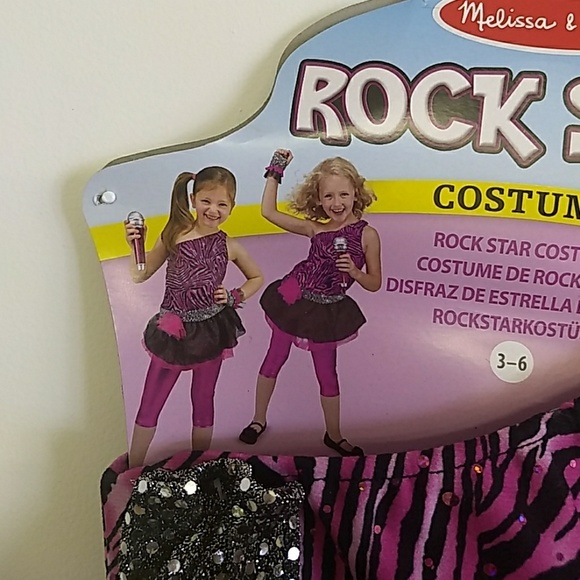 Melissa &
ROCK
COSTUM
ROCK STAR COST
COSTUME DE ROCK
DISFRAZ DE ESTRELLA
ROCKSTARKOSTÜ
3–6